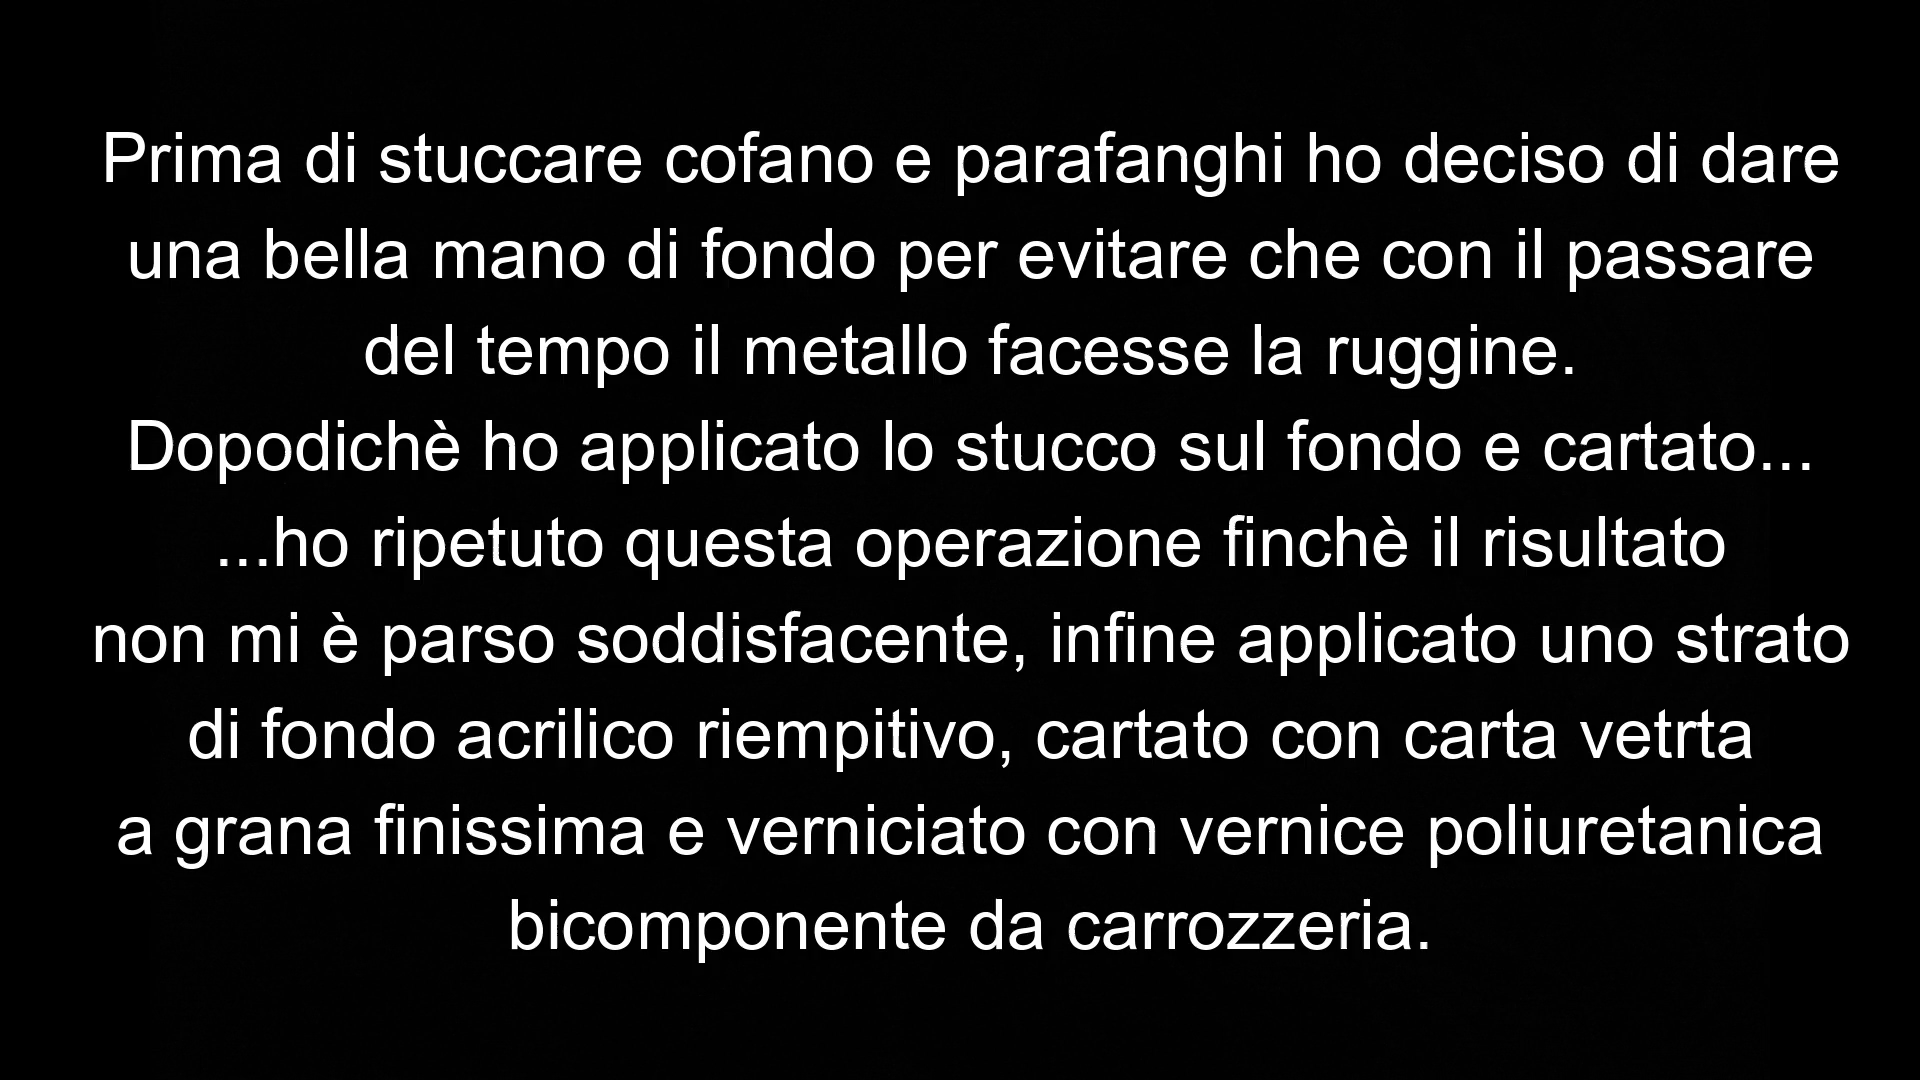 Prima di stuccare cofano e parafanghi ho deciso di dare
una bella mano di fondo per evitare che con il passare
del tempo il metallo facesse la ruggine.
Dopodichè ho applicato lo stucco sul fondo e cartato...
...ho ripetuto questa operazione finchè il risultato
non mi è parso soddisfacente, infine applicato uno strato
di fondo acrilico riempitivo, cartato con carta vetrta
a grana finissima e verniciato con vernice poliuretanica
bicomponente da carrozzeria.